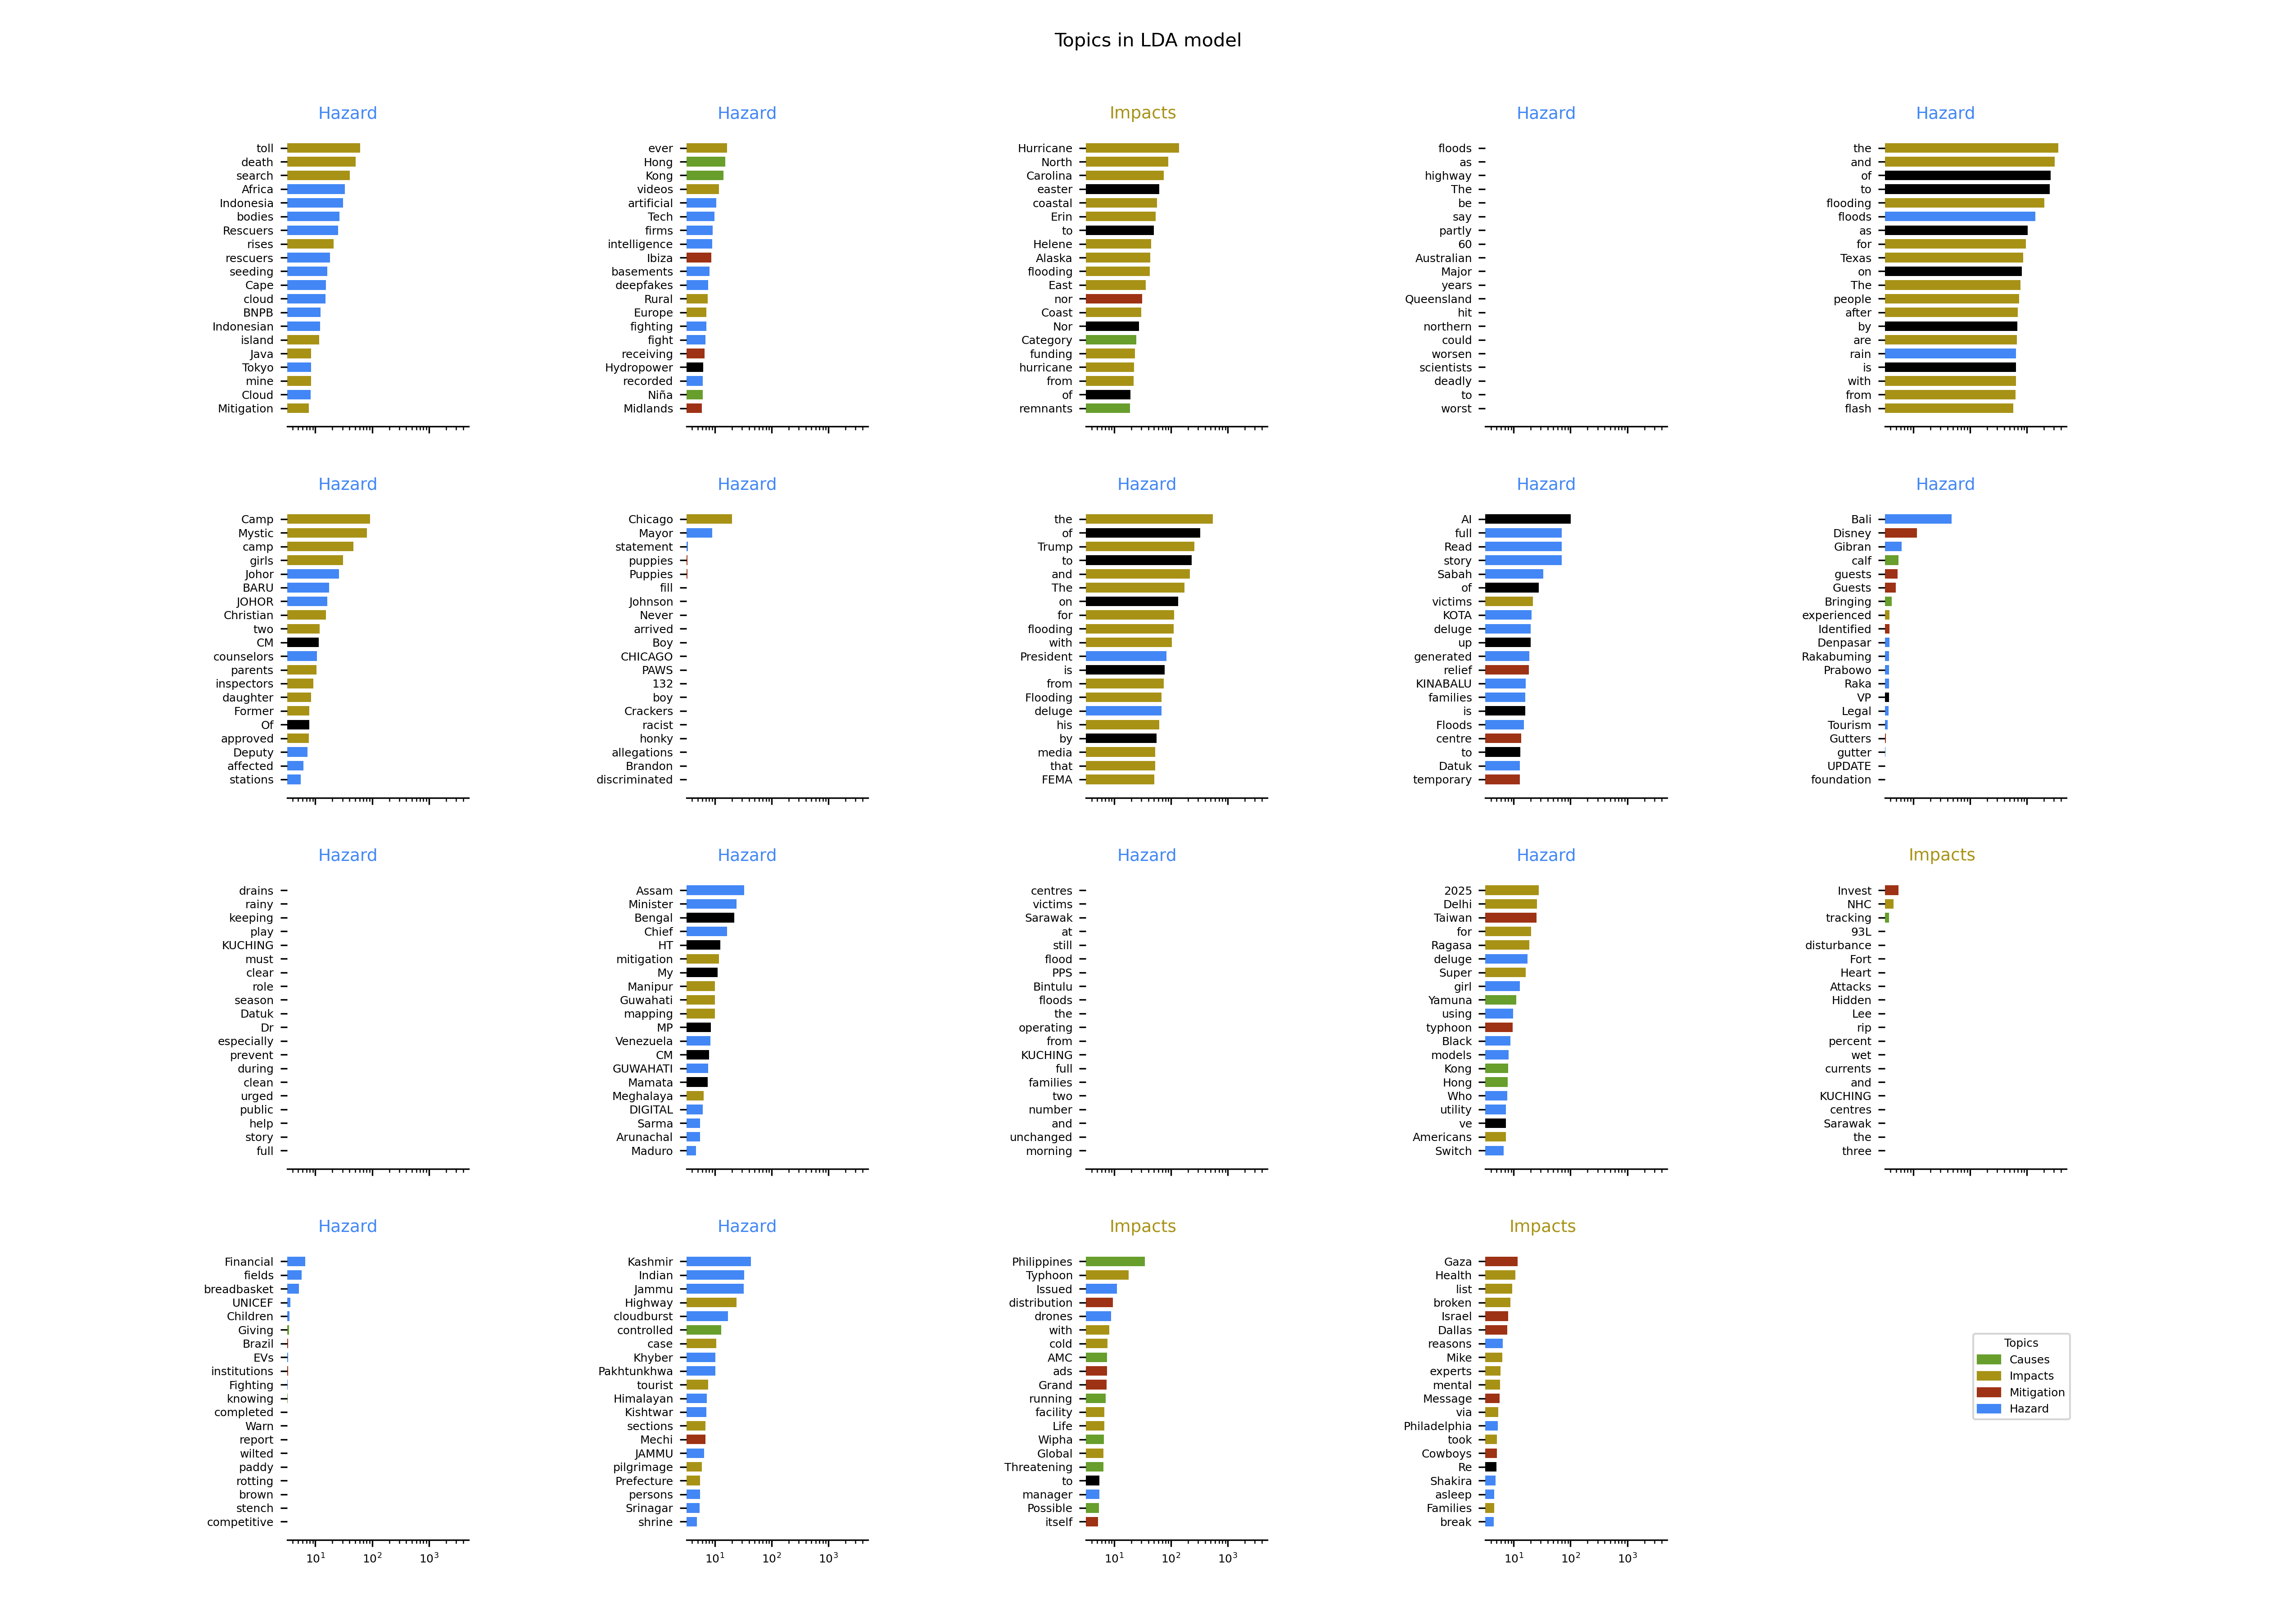 Topics in LDA model
Hazard
toll
death
search
Africa
Indonesia
bodies
Rescuers
rises
rescuers
seeding
Cape
cloud
BNPB
Indonesian
island
Java
Tokyo
mine
Cloud
Mitigation
Hazard
ever
Hong
Kong
videos
artificial
Tech
firms
intelligence
Ibiza
basements
deepfakes
Rural
Europe
fighting
fight
receiving
Hydropower
recorded
Niña
Midlands
Impacts
Hurricane
North
Carolina
easter
coastal
Erin
to
Helene
Alaska
flooding
East
nor
Coast
Nor
Category
funding
hurricane
from
of
remnants
Hazard
floods
as
highway
The
be
say
partly
60
Australian
Major
years
Queensland
hit
northern
could
worsen
scientists
deadly
to
worst
Hazard
the
and
of
to
flooding
floods
as
for
Texas
on
The
people
after
by
are
rain
is
with
from
flash
Hazard
Camp
Mystic
camp
girls
Johor
BARU
JOHOR
Christian
two
CM
counselors
parents
inspectors
daughter
Former
Of
approved
Deputy
affected
stations
Hazard
Chicago
Mayor
statement
puppies
Puppies
fill
Johnson
Never
arrived
Boy
CHICAGO
PAWS
132
boy
Crackers
racist
honky
allegations
Brandon
discriminated
Hazard
the
of
Trump
to
and
The
on
for
flooding
with
President
is
from
Flooding
deluge
his
by
media
that
FEMA
Hazard
AI
full
Read
story
Sabah
of
victims
KOTA
deluge
up
generated
relief
KINABALU
families
is
Floods
centre
to
Datuk
temporary
Hazard
Bali
Disney
Gibran
calf
guests
Guests
Bringing
experienced
Identified
Denpasar
Rakabuming
Prabowo
Raka
VP
Legal
Tourism
Gutters
gutter
UPDATE
foundation
Hazard
drains
rainy
keeping
play
KUCHING
must
clear
role
season
Datuk
Dr
especially
prevent
during
clean
urged
public
help
story
full
Hazard
Assam
Minister
Bengal
Chief
HT
mitigation
My
Manipur
Guwahati
mapping
MP
Venezuela
CM
GUWAHATI
Mamata
Meghalaya
DIGITAL
Sarma
Arunachal
Maduro
Hazard
centres
victims
Sarawak
at
still
flood
PPS
Bintulu
floods
the
operating
from
KUCHING
full
families
two
number
and
unchanged
morning
Hazard
2025
Delhi
Taiwan
for
Ragasa
deluge
Super
girl
Yamuna
using
typhoon
Black
models
Kong
Hong
Who
utility
ve
Americans
Switch
Impacts
Invest
NHC
tracking
93L
disturbance
Fort
Heart
Attacks
Hidden
Lee
rip
percent
wet
currents
and
KUCHING
centres
Sarawak
the
three
Hazard
Financial
fields
breadbasket
UNICEF
Children
Giving
Brazil
EVs
institutions
Fighting
knowing
completed
Warn
report
wilted
paddy
rotting
brown
stench
competitive
10¹ 10² 10³
Hazard
Kashmir
Indian
Jammu
Highway
cloudburst
controlled
case
Khyber
Pakhtunkhwa
tourist
Himalayan
Kishtwar
sections
Mechi
JAMMU
pilgrimage
Prefecture
persons
Srinagar
shrine
10¹ 10² 10³
Impacts
Philippines
Typhoon
Issued
distribution
drones
with
cold
AMC
ads
Grand
running
facility
Life
Wipha
Global
Threatening
to
manager
Possible
itself
10¹ 10² 10³
Impacts
Gaza
Health
list
broken
Israel
Dallas
reasons
Mike
experts
mental
Message
via
Philadelphia
took
Cowboys
Re
Shakira
asleep
Families
break
10¹ 10² 10³
Topics
Causes
Impacts
Mitigation
Hazard